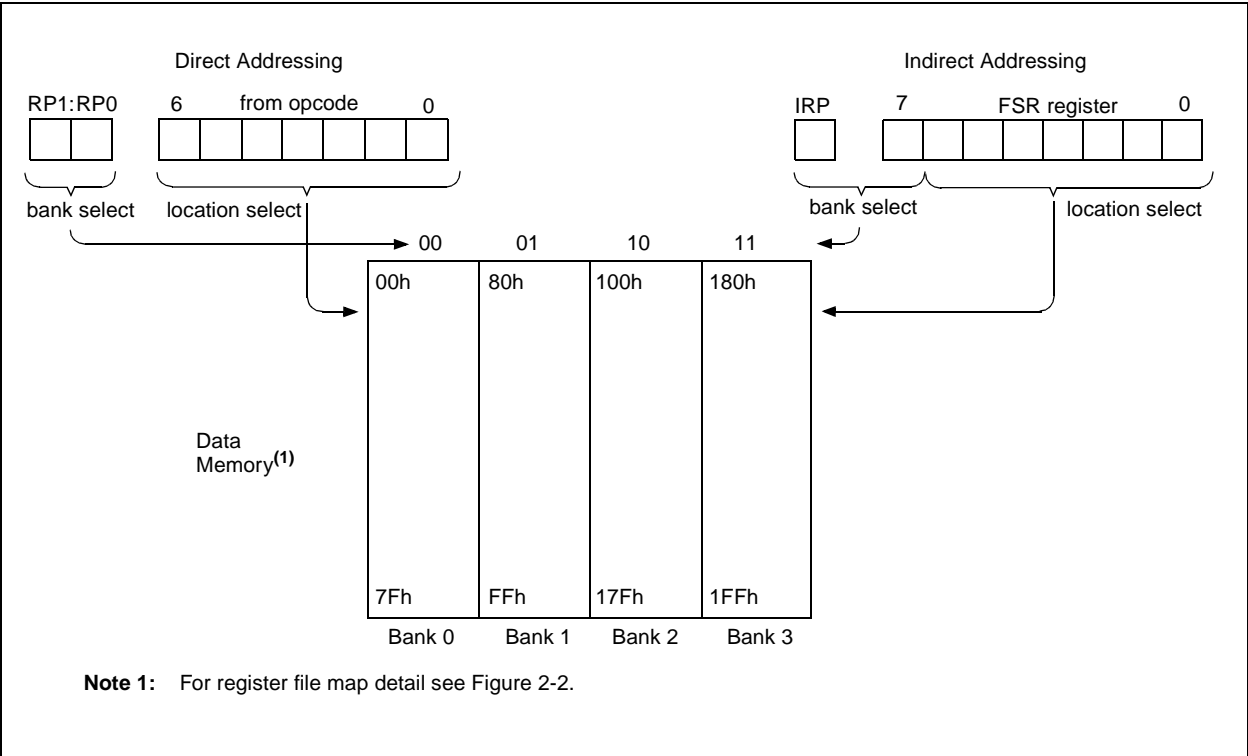 Direct Addressing
Indirect Addressing
RP1:RP0 6 from opcode 0
IRP 7 FSR register 0
bank select location select
bank select location select
00 01 10 11
00h 80h 100h 180h
Data
Memory(1)
7Fh FFh 17Fh 1FFh
Bank 0 Bank 1 Bank 2 Bank 3
Note 1: For register file map detail see Figure 2-2.